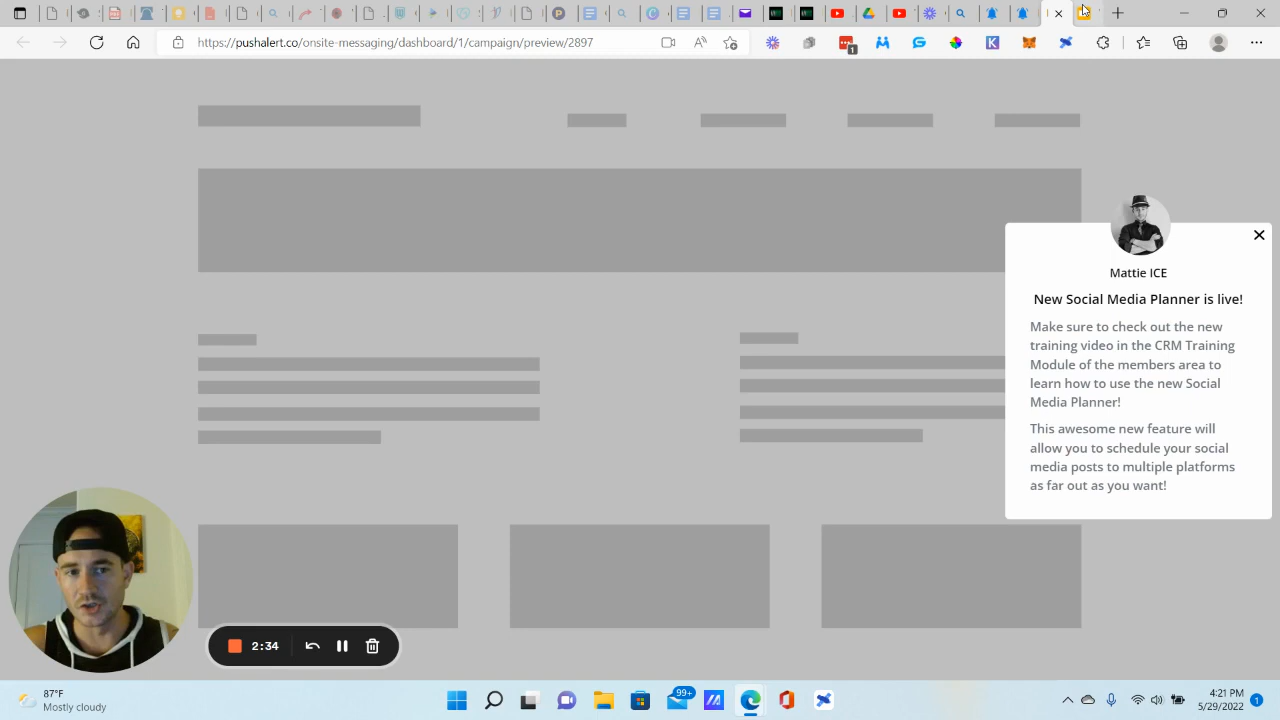 https://pushalert.co/onsite-messaging/dashboard/1/campaign/preview/2897
1
Mattie ICE
New Social Media Planner is live!
Make sure to check out the new
training video in the CRM Training
Module of the members area to
learn how to use the new Social
Media Planner!
This awesome new feature will
allow you to schedule your social
media posts to multiple platforms
as far out as you want!
2:34
87°F
Mostly cloudy
99+
4:21 PM
5/29/2022
1